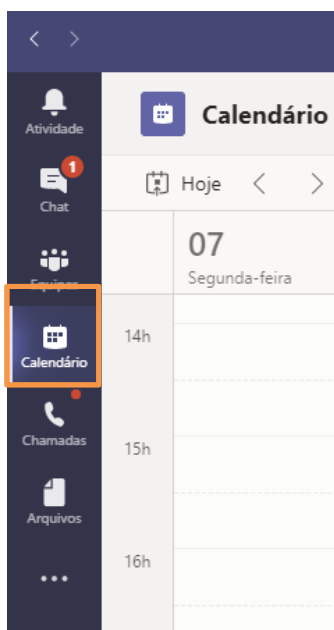 Atividade
1
Chat
Equipes
Calendário
Chamadas
Arquivos
Calendário
Hoje
07
Segunda-feira
14h
15h
16h